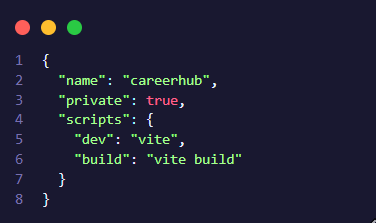 1 {
2   "name": "careerhub",
3   "private": true,
4   "scripts": {
5     "dev": "vite",
6     "build": "vite build"
7   }
8 }